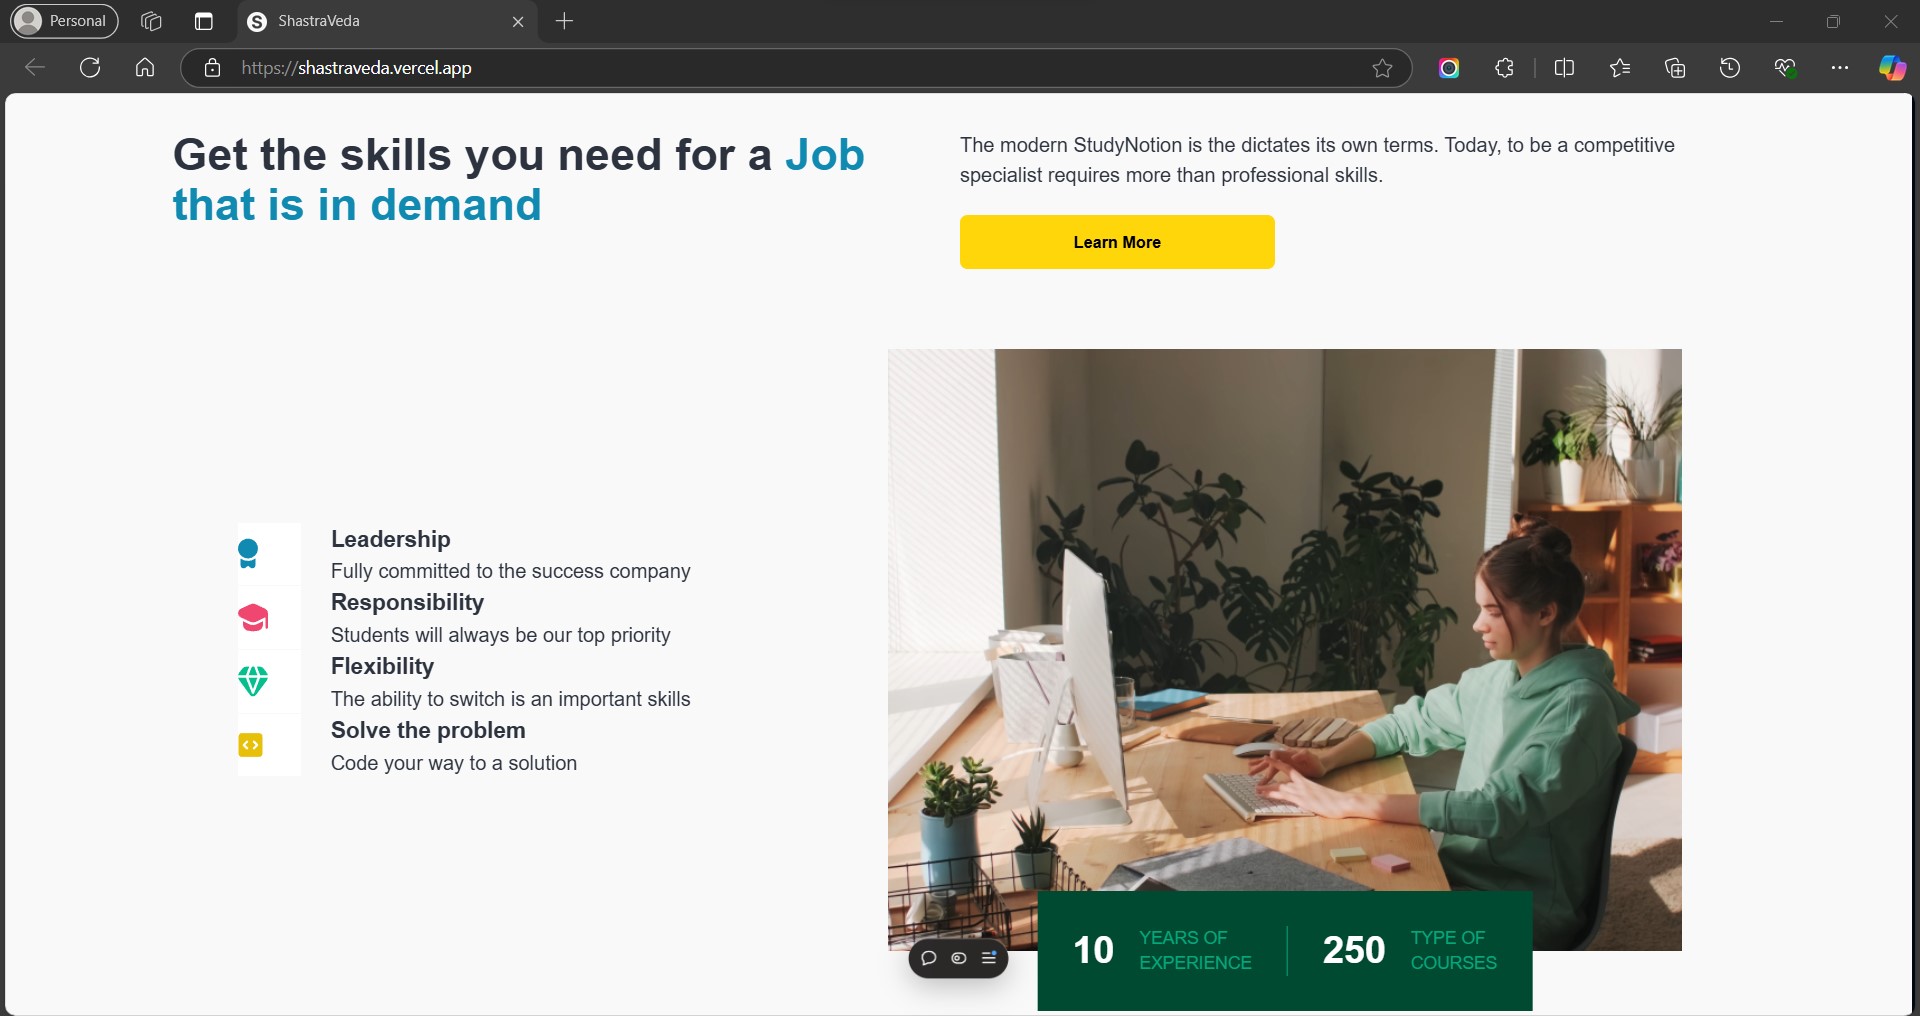 Personal
S ShastraVeda
https://shastraveda.vercel.app
Get the skills you need for a Job
that is in demand
The modern StudyNotion is the dictates its own terms. Today, to be a competitive
specialist requires more than professional skills.
Learn More
Leadership
Fully committed to the success company
Responsibility
Students will always be our top priority
Flexibility
The ability to switch is an important skills
Solve the problem
Code your way to a solution
10
YEARS OF
EXPERIENCE
250
TYPE OF
COURSES